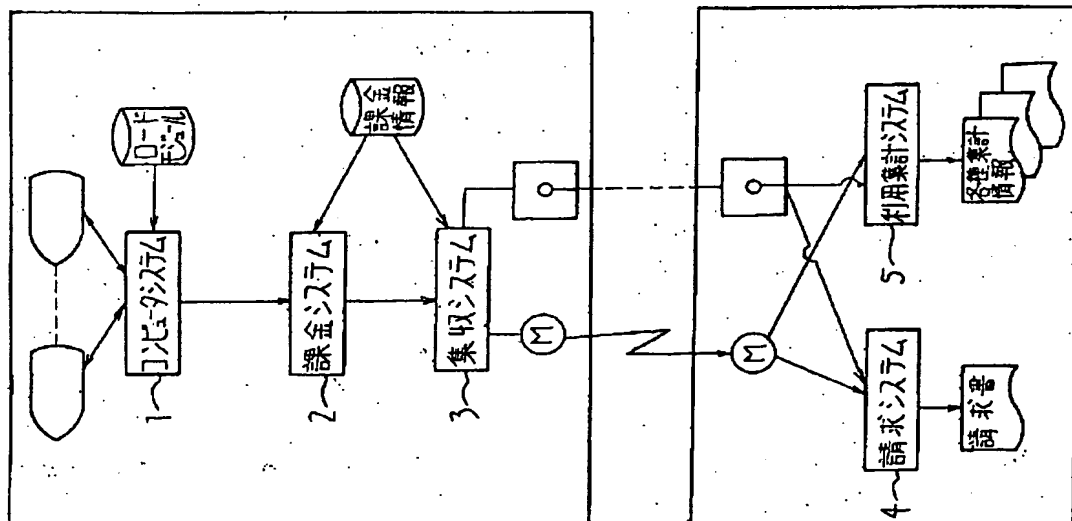 コンピュータシステム
1
ロード
モジュール
課金システム
2
課金
情報
集収システム
3
M
M
請求システム
4
請求書
利用集計システム
5
各種集計
情報